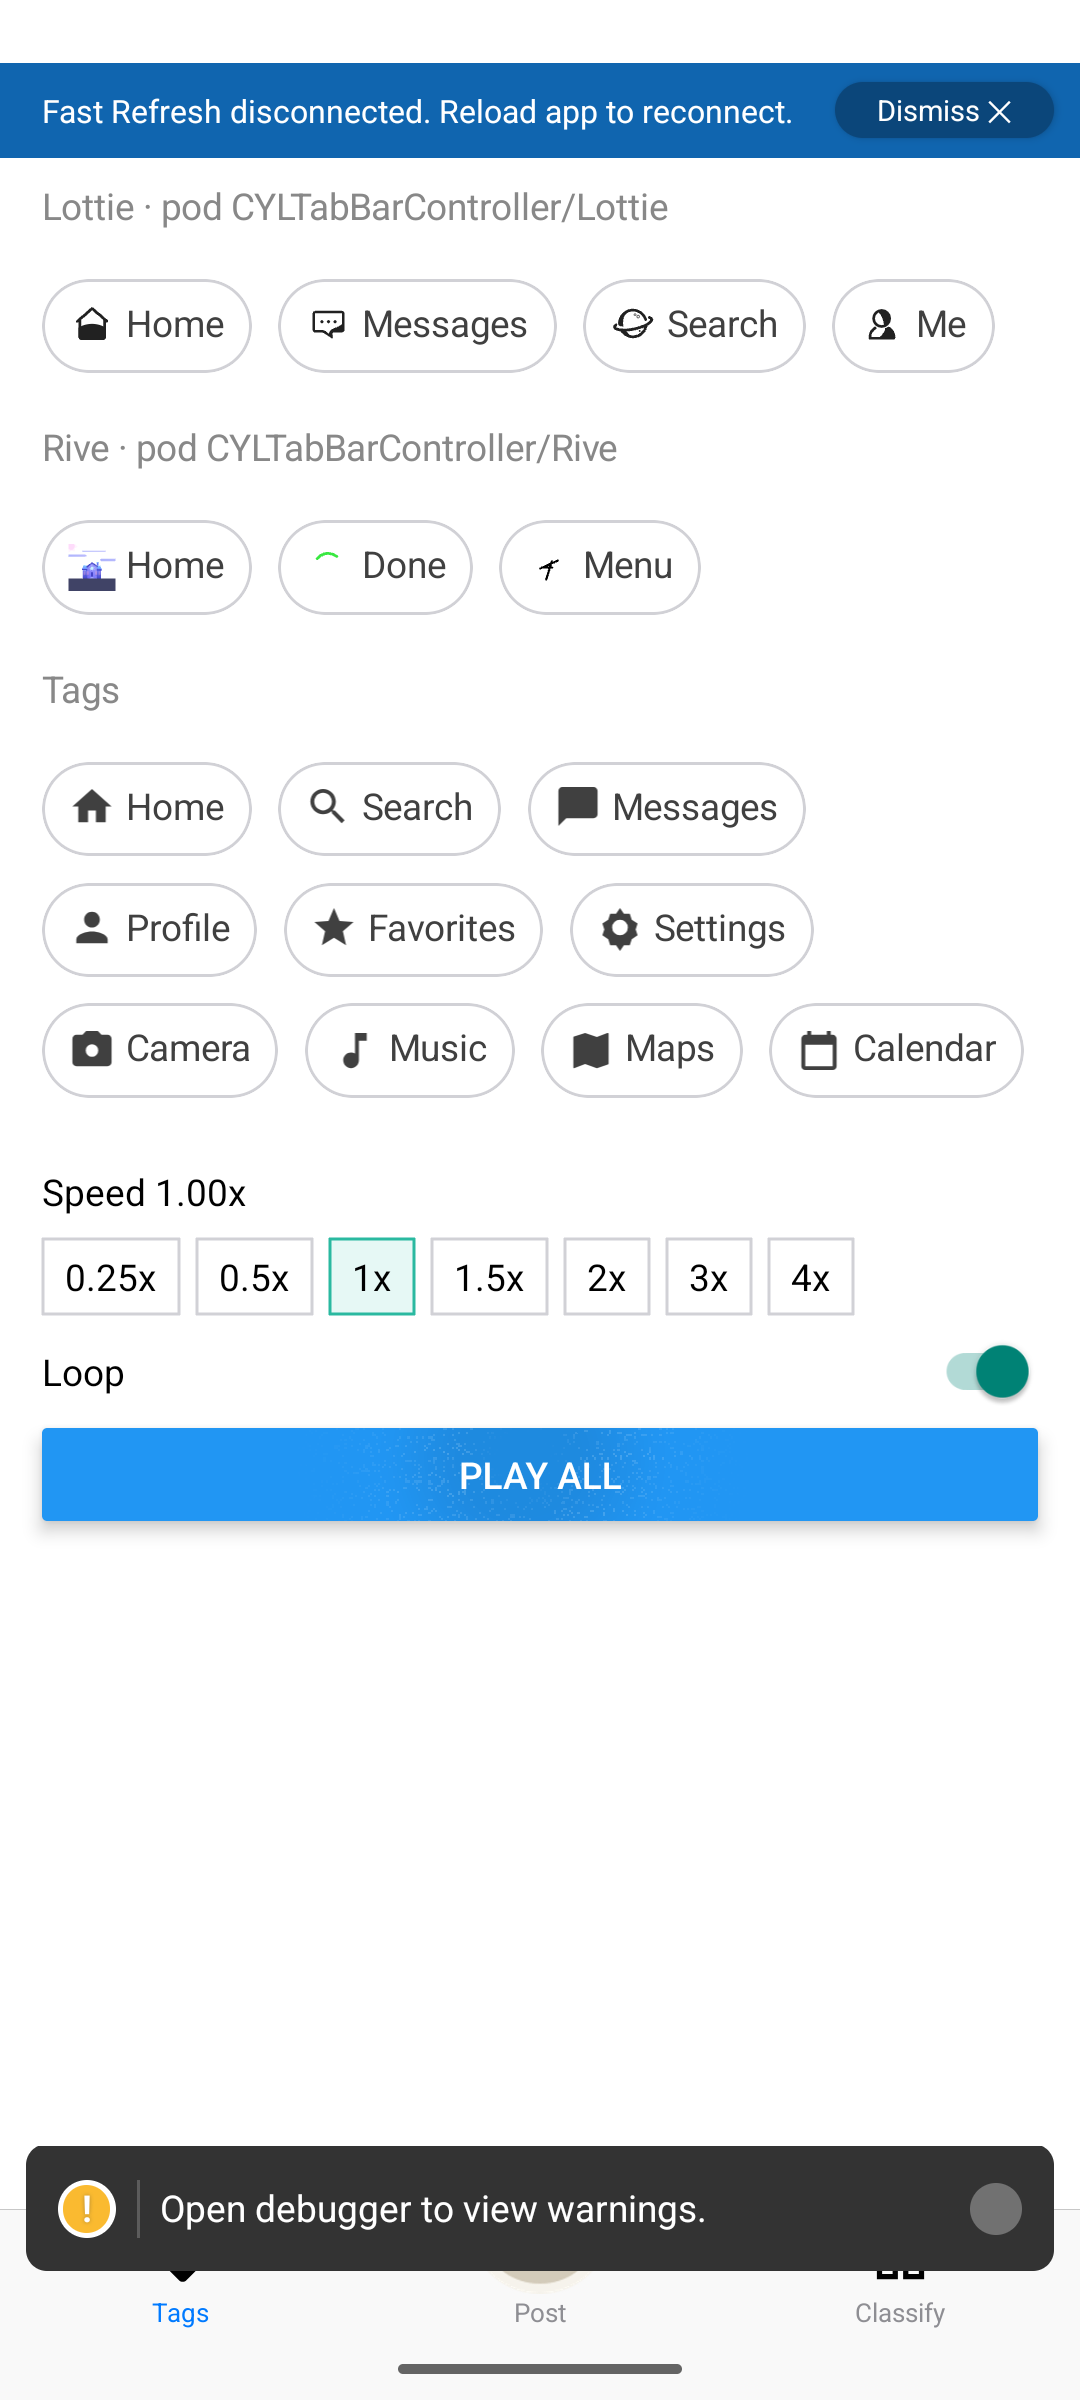 Fast Refresh disconnected. Reload app to reconnect. Dismiss
Lottie · pod CYLTabBarController/Lottie
Home Messages Search Me
Rive · pod CYLTabBarController/Rive
Home Done Menu
Tags
Home Search Messages
Profile Favorites Settings
Camera Music Maps Calendar
Speed 1.00x
0.25x 0.5x 1x 1.5x 2x 3x 4x
Loop
PLAY ALL
Open debugger to view warnings.
Tags Post Classify